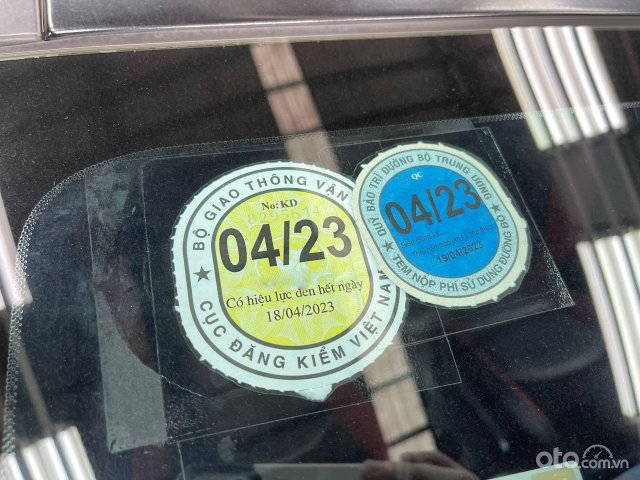 BỘ GIAO THÔNG VẬN
No: KD
04/23
Có hiệu lực đến hết ngày
18/04/2023
CỤC ĐĂNG KIỂM VIỆT NAM
QUỸ BẢO TRÌ ĐƯỜNG BỘ TRUNG ƯƠNG
QC
04/23
19/04/2023
TEM NỘP PHÍ SỬ DỤNG ĐƯỜNG BỘ
oto.com.vn